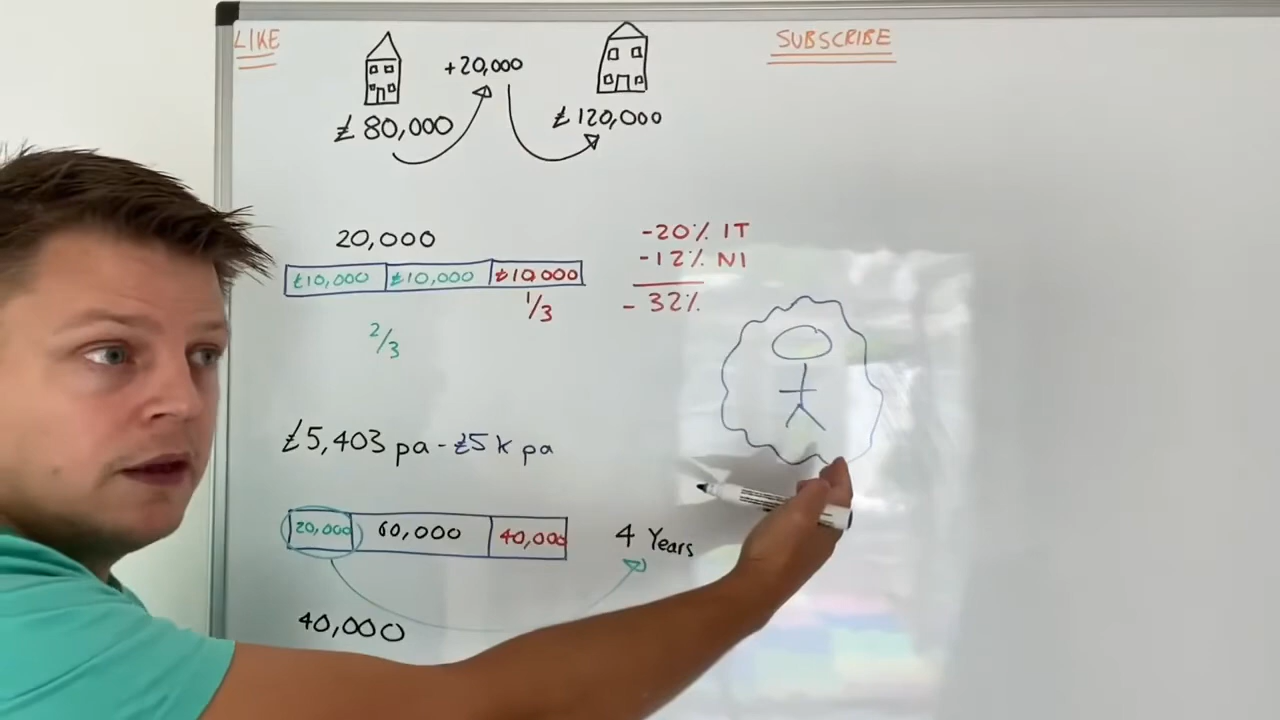 LIKE
SUBSCRIBE
+20,000
£80,000
£120,000
20,000
£10,000 £10,000 £10,000
1/3
2/3
-20% IT
-12% NI
-32%
£5,403 pa - £5k pa
20,000 60,000 40,000
4 Years
40,000